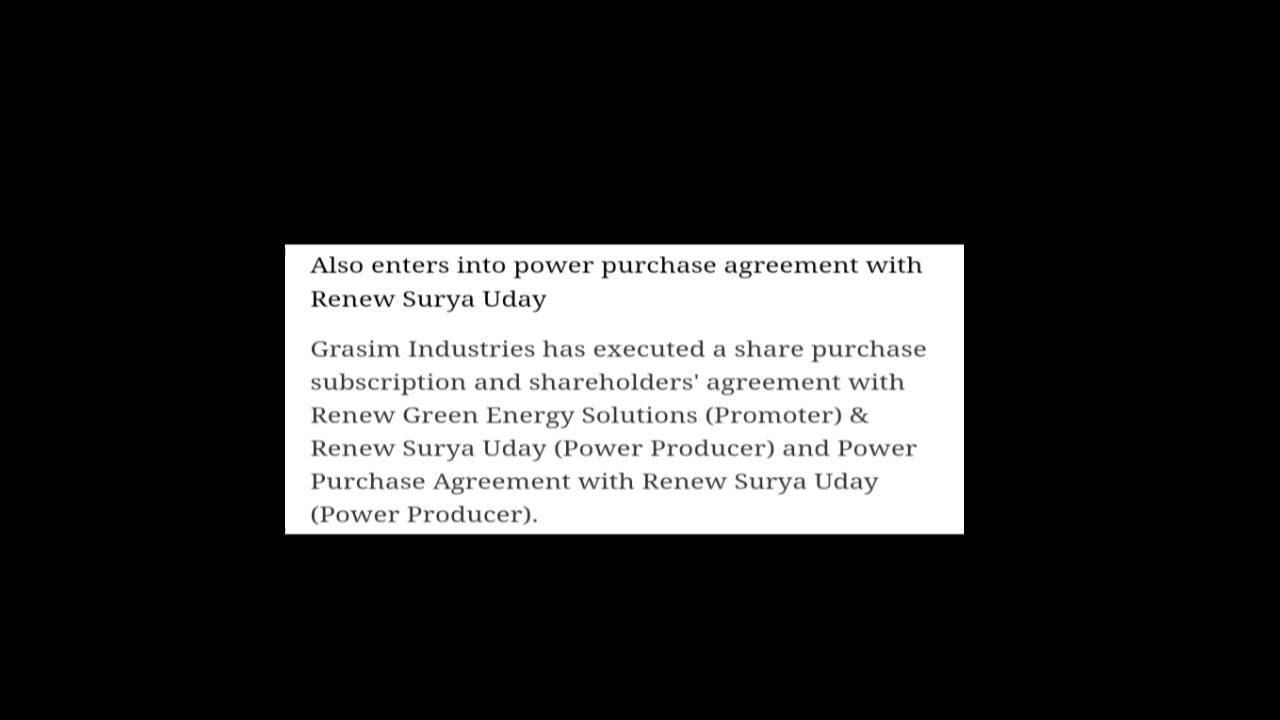 Also enters into power purchase agreement with
Renew Surya Uday
Grasim Industries has executed a share purchase
subscription and shareholders' agreement with
Renew Green Energy Solutions (Promoter) &
Renew Surya Uday (Power Producer) and Power
Purchase Agreement with Renew Surya Uday
(Power Producer).